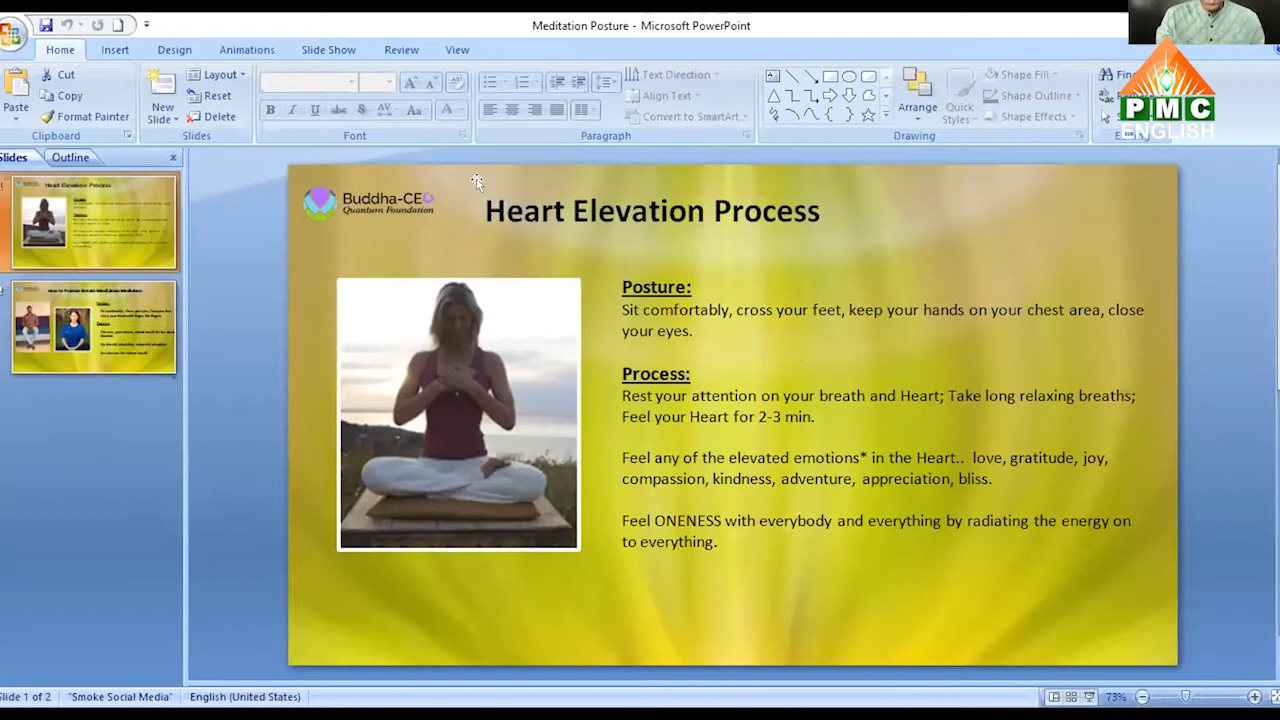 Meditation Posture - Microsoft PowerPoint
Home Insert Design Animations Slide Show Review View
Cut
Copy
Format Painter
Paste
Clipboard
New
Slide
Layout
Reset
Delete
Slides
B I U abc S AV Aa A
Font
Text Direction
Align Text
Convert to SmartArt
Paragraph
Arrange
Quick
Styles
Shape Fill
Shape Outline
Shape Effects
Drawing
PMC
ENGLISH
Slides Outline
Heart Elevation Process
Buddha-CEO
Quantum Foundation
Heart Elevation Process
Posture:
Sit comfortably, cross your feet, keep your hands on your chest area, close
your eyes.
Process:
Rest your attention on your breath and Heart; Take long relaxing breaths;
Feel your Heart for 2-3 min.
Feel any of the elevated emotions* in the Heart.. love, gratitude, joy,
compassion, kindness, adventure, appreciation, bliss.
Feel ONENESS with everybody and everything by radiating the energy on
to everything.
Slide 1 of 2 "Smoke Social Media" English (United States) 73%